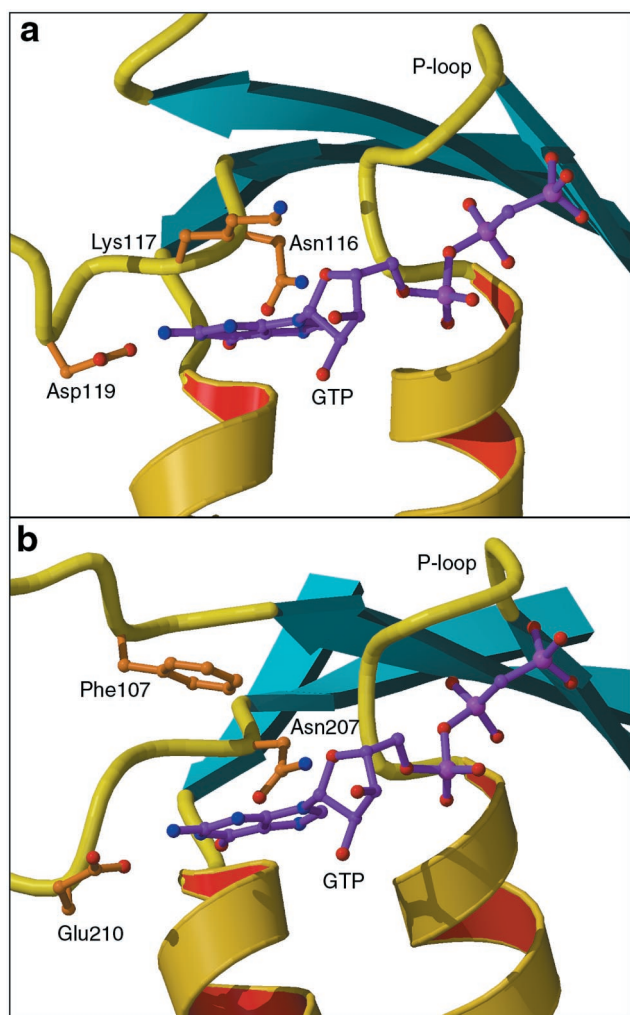 a
P-loop
Lys117
Asn116
Asp119
GTP
b
P-loop
Phe107
Asn207
GTP
Glu210